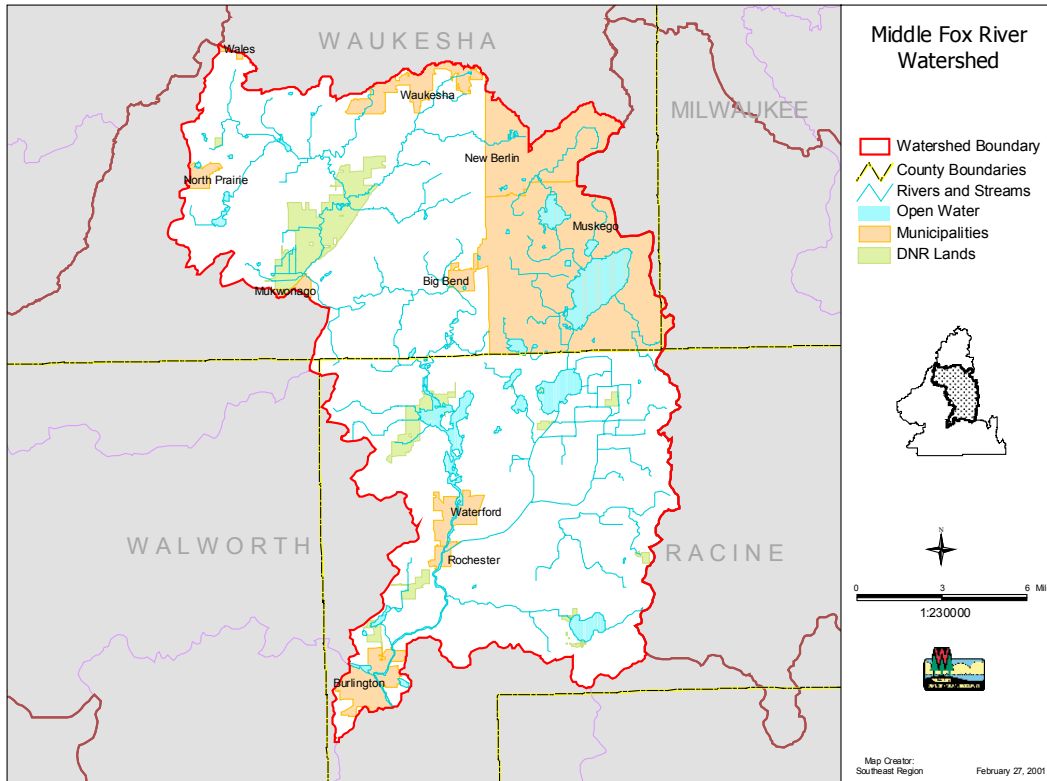 WAUKESHA
Wales
Waukesha
MILWAUKEE
New Berlin
North Prairie
Muskego
Big Bend
Mukwonago
Waterford
WALWORTH
Rochester
RACINE
Burlington
Middle Fox River
Watershed
Watershed Boundary
County Boundaries
Rivers and Streams
Open Water
Municipalities
DNR Lands
N
0 3 6 Mil
1:230000
Map Creator:
Southeast Region
February 27, 2001